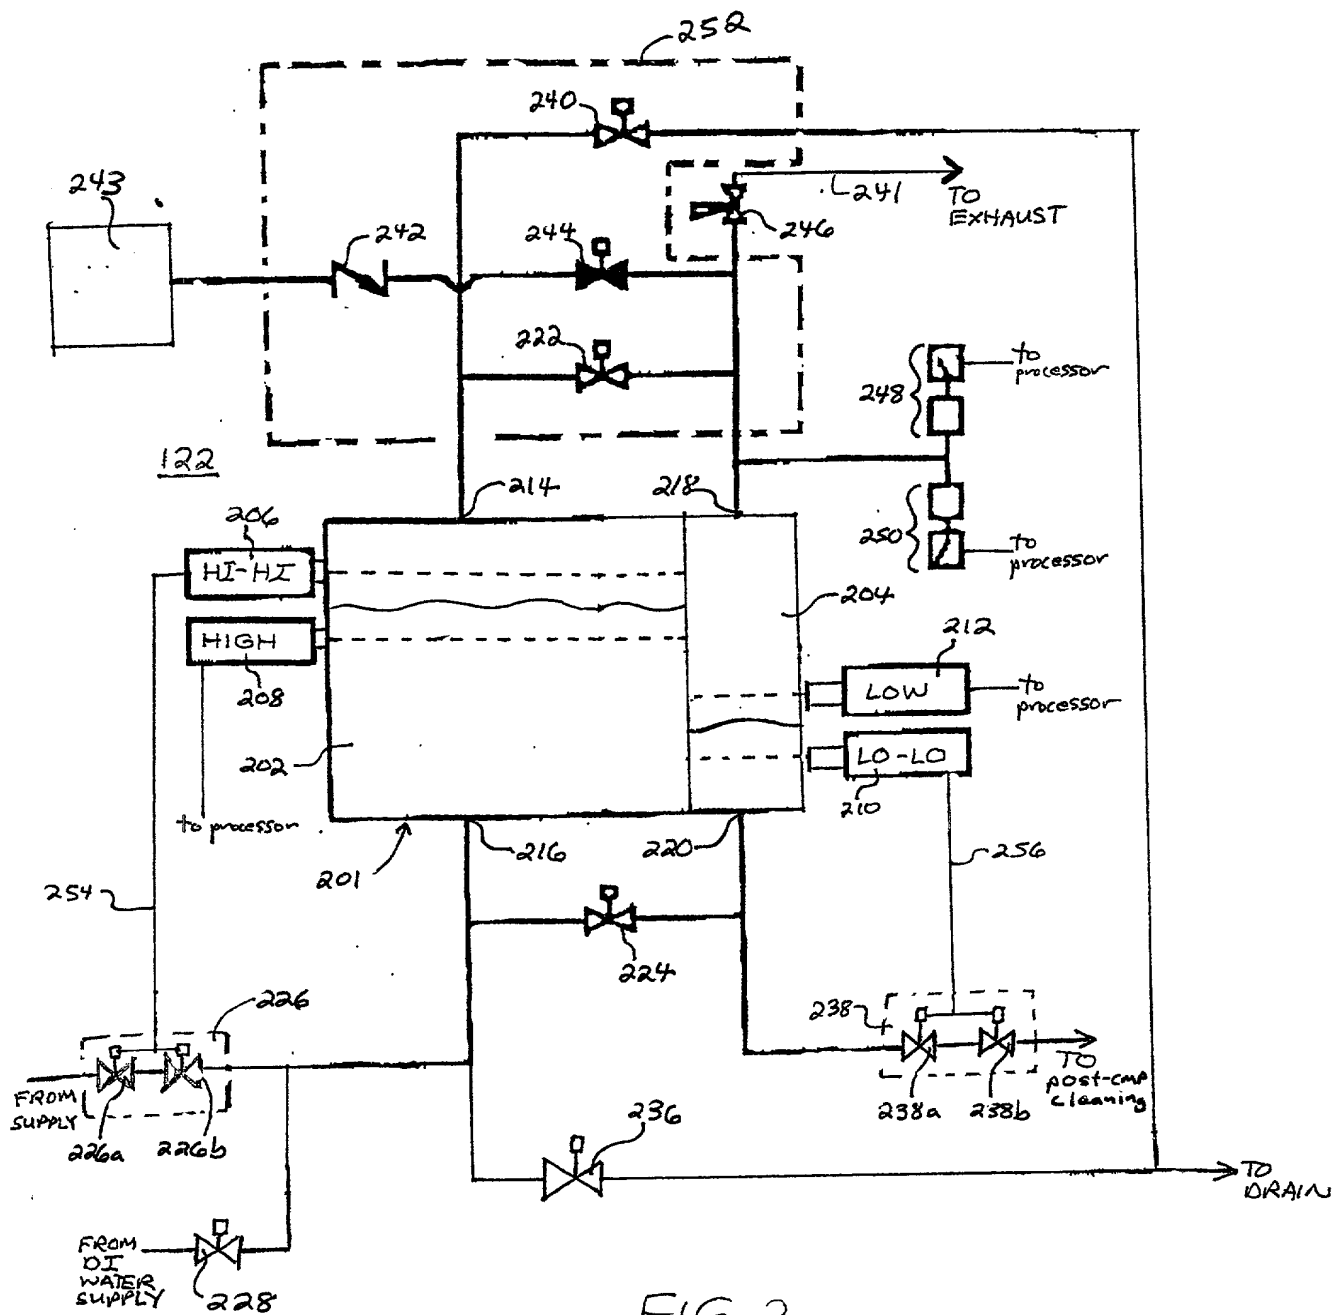 252
240
243
241
TO
EXHAUST
242
244
246
222
to
processor
248
122
214
218
250
to
processor
206
HI-HI
204
HIGH
208
212
LOW
to
processor
202
LO-LO
210
to processor
201
216
220
256
254
224
226
238
FROM
SUPPLY
226a
226b
238a
238b
TO
post-cmp
cleaning
236
TO
DRAIN
FROM
DI
WATER
SUPPLY
228